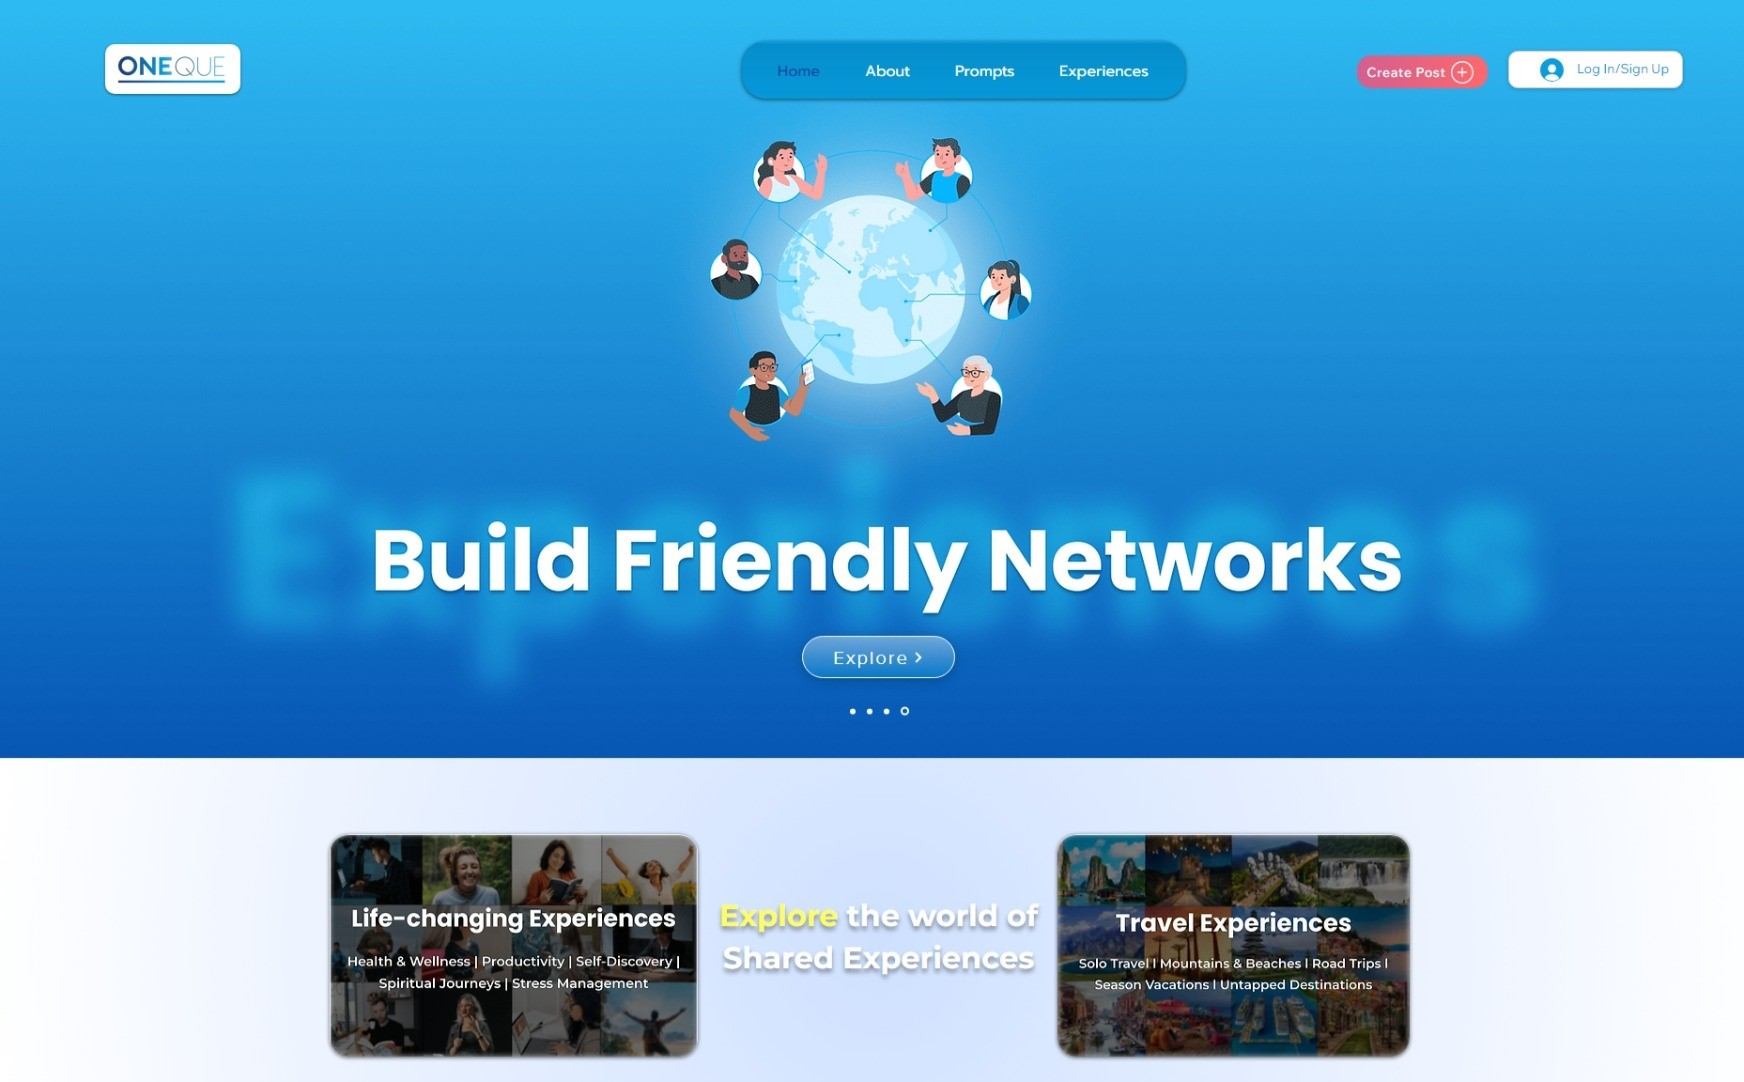 ONEQUE
Home
About
Prompts
Experiences
Create Post
Log In/Sign Up
Experiences
Build Friendly Networks
Explore
Life-changing Experiences
Health & Wellness | Productivity | Self-Discovery |
Spiritual Journeys | Stress Management
Explore the world of
Shared Experiences
Travel Experiences
Solo Travel I Mountains & Beaches I Road Trips I
Season Vacations I Untapped Destinations